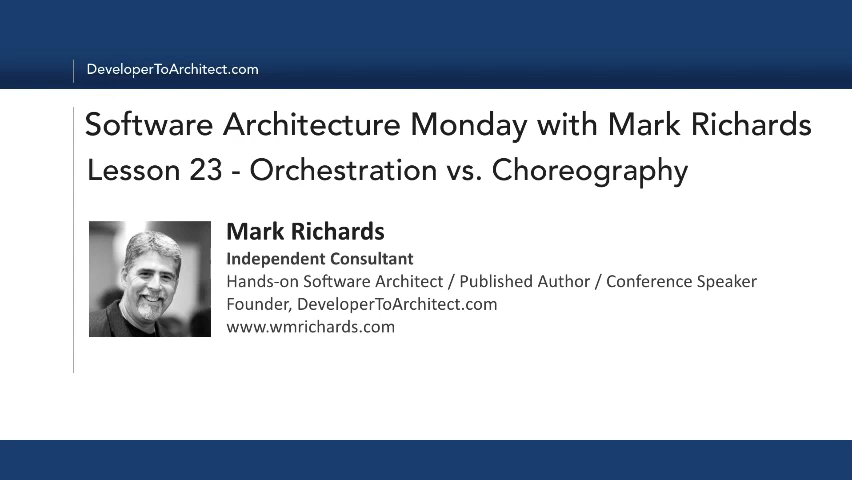 DeveloperToArchitect.com
Software Architecture Monday with Mark Richards
Lesson 23 - Orchestration vs. Choreography
Mark Richards
Independent Consultant
Hands-on Software Architect / Published Author / Conference Speaker
Founder, DeveloperToArchitect.com
www.wmrichards.com